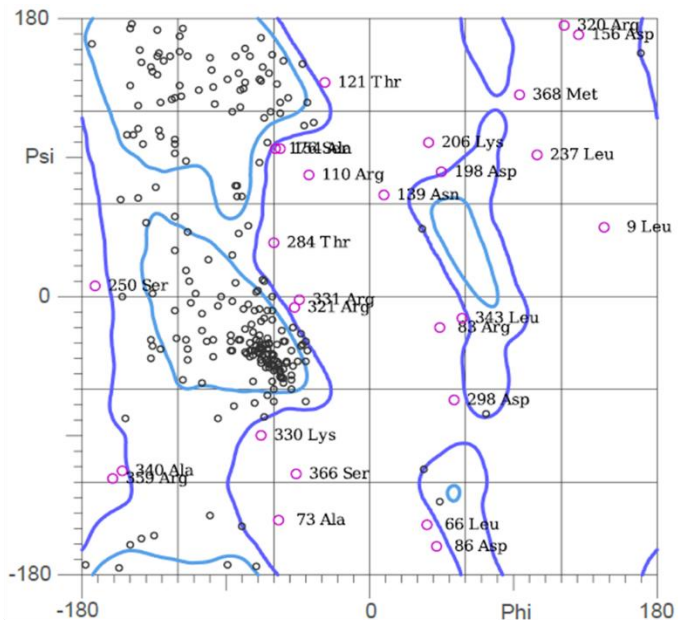 180
320 Arg
156 Asp
121 Thr
368 Met
206 Lys
Psi
237 Leu
198 Asp
110 Arg
139 Asn
9 Leu
284 Thr
250 Ser
0
331 Arg
321 Arg
343 Leu
83 Arg
298 Asp
330 Lys
340 Ala
366 Ser
359 Arg
73 Ala
66 Leu
86 Asp
-180
-180
0
Phi
180